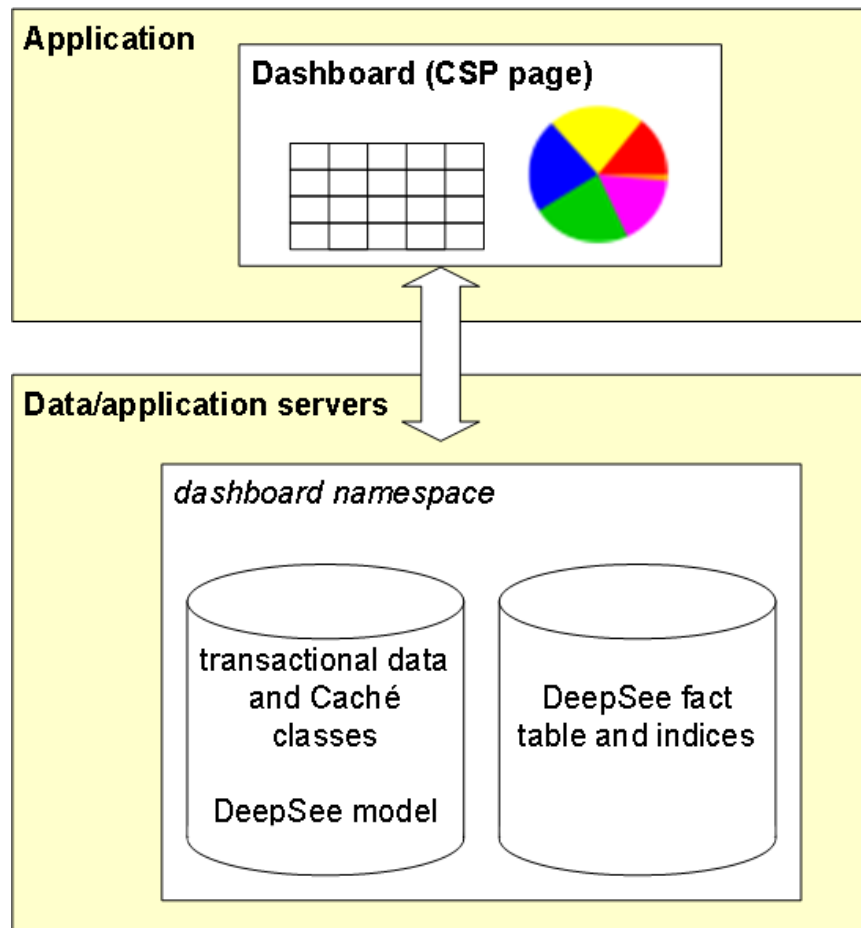 Application
Dashboard (CSP page)
Data/application servers
dashboard namespace
transactional data
and Caché
classes
DeepSee model
DeepSee fact
table and indices